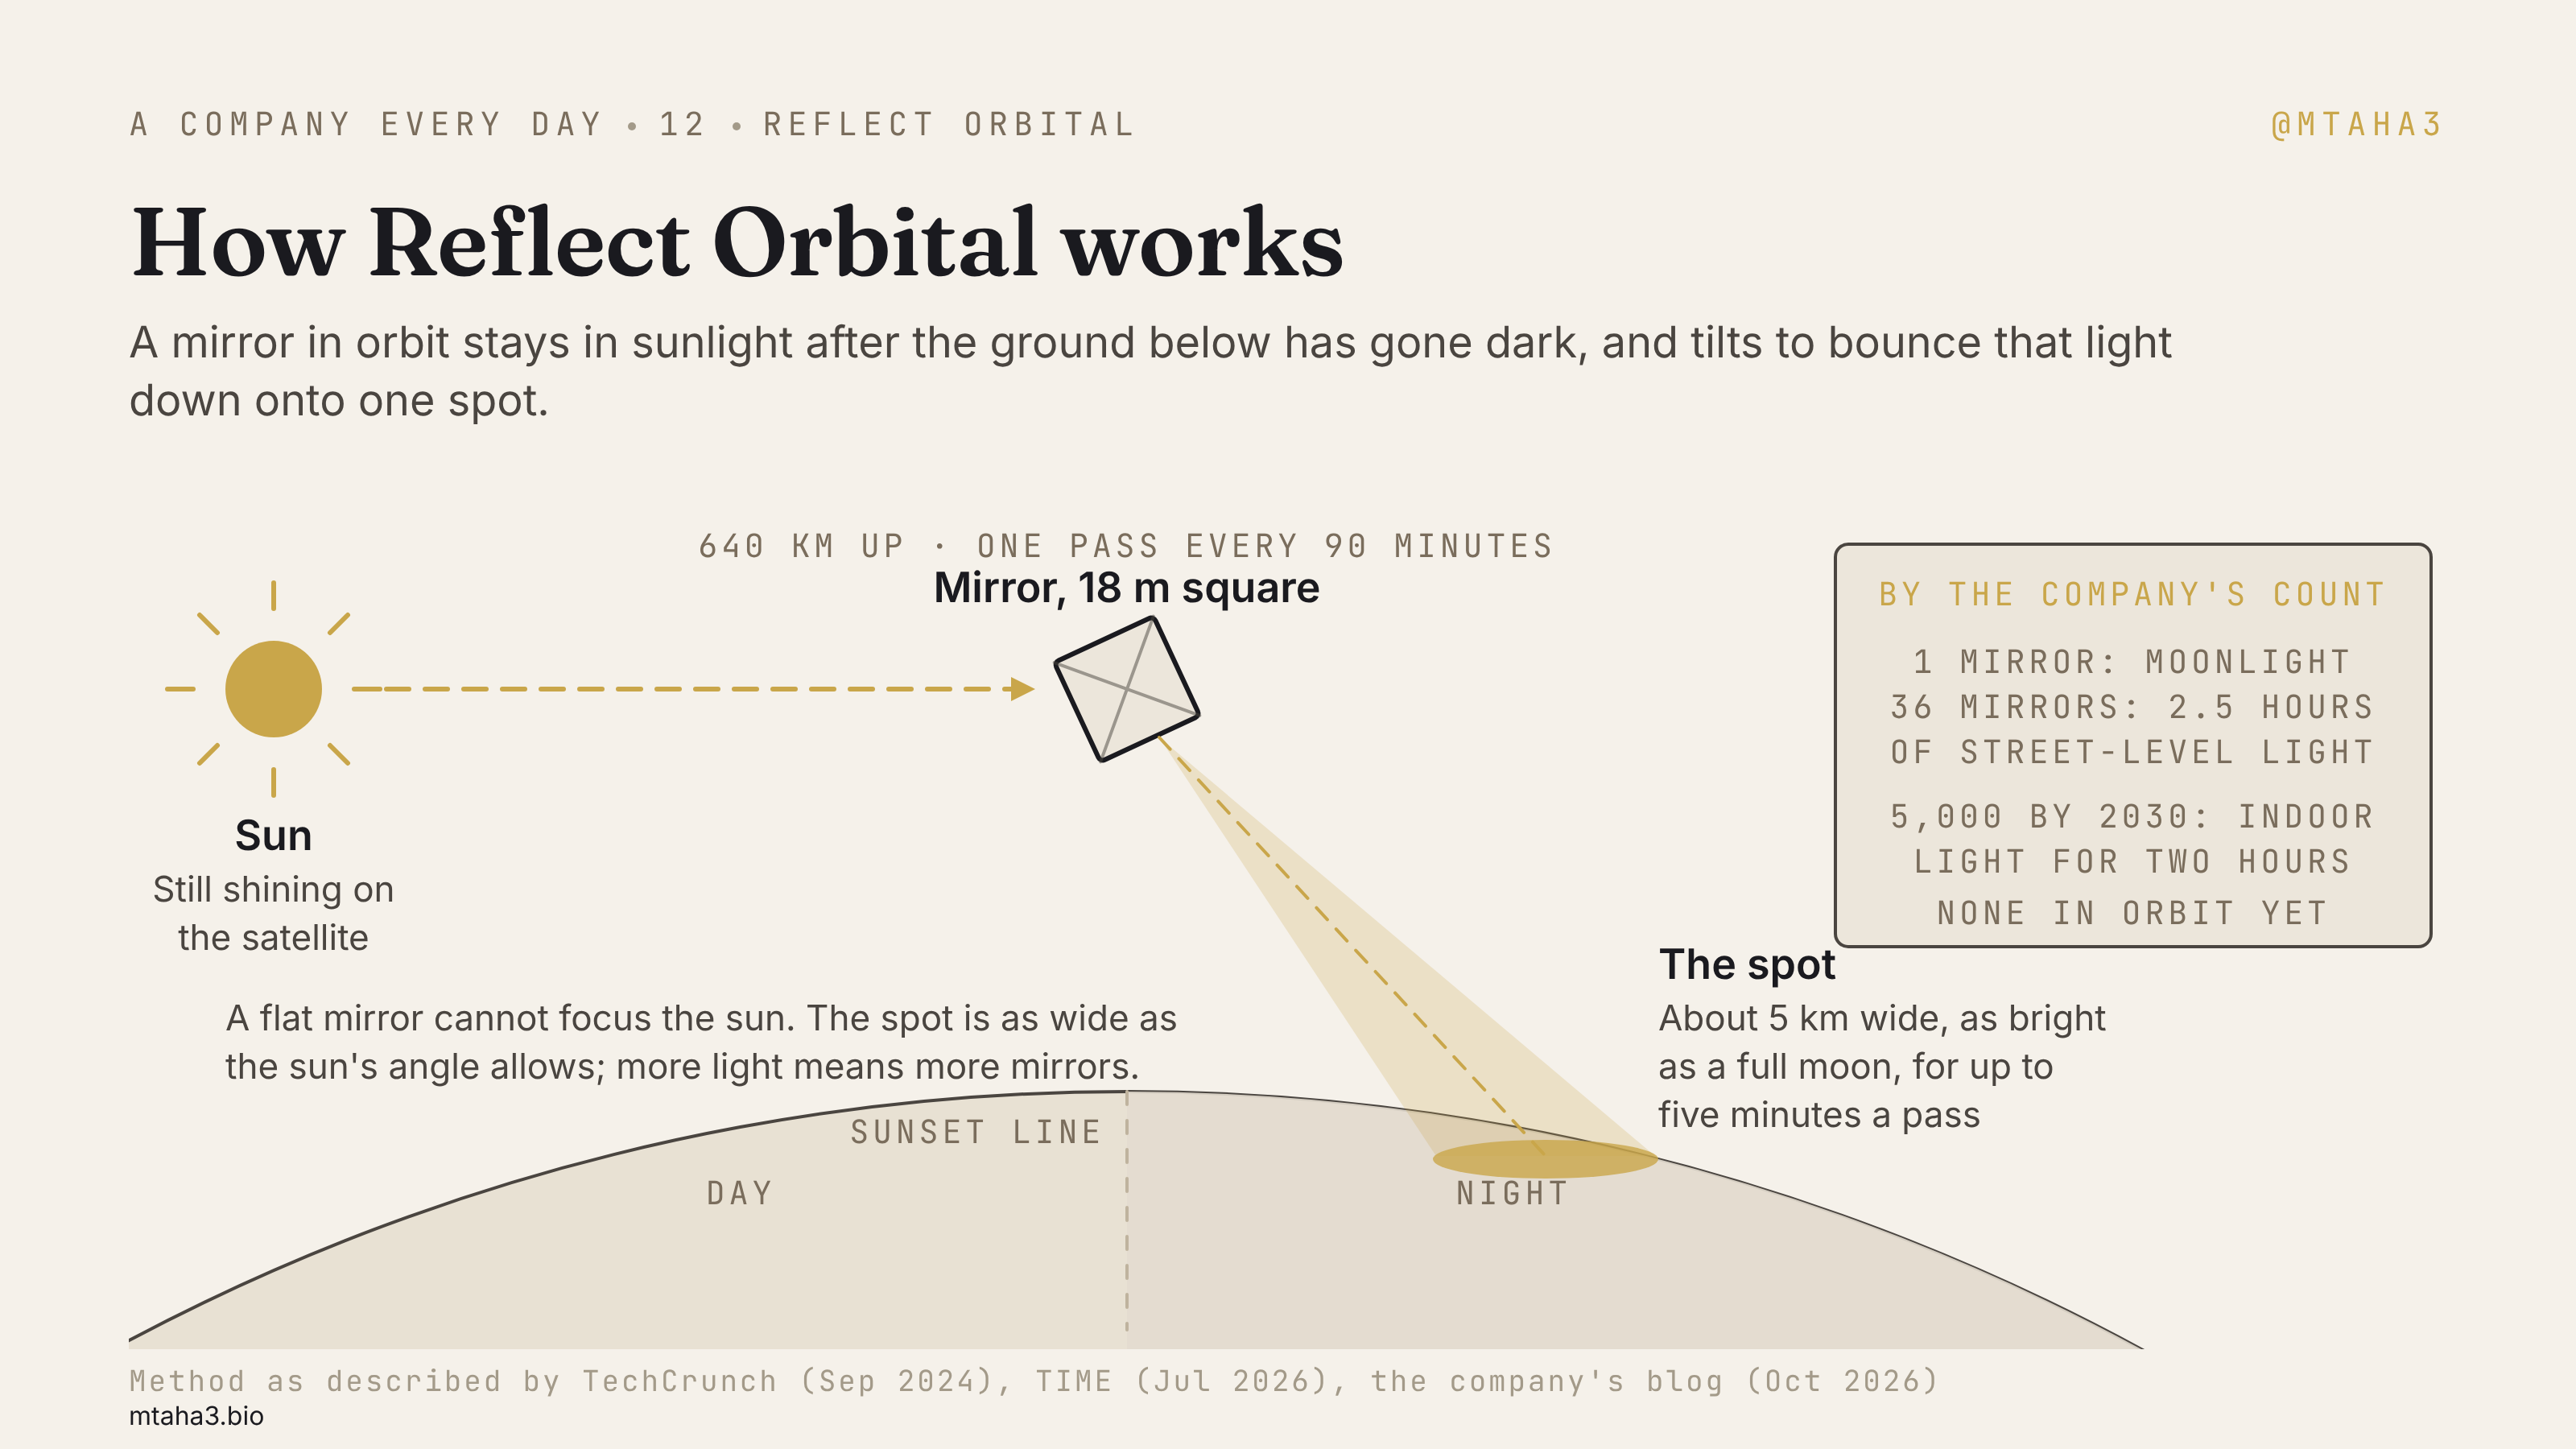 A COMPANY EVERY DAY • 12 • REFLECT ORBITAL
@MTAHA3
How Reflect Orbital works
A mirror in orbit stays in sunlight after the ground below has gone dark, and tilts to bounce that light
down onto one spot.
640 KM UP · ONE PASS EVERY 90 MINUTES
Mirror, 18 m square
BY THE COMPANY'S COUNT
1 MIRROR: MOONLIGHT
36 MIRRORS: 2.5 HOURS
OF STREET-LEVEL LIGHT
5,000 BY 2030: INDOOR
LIGHT FOR TWO HOURS
NONE IN ORBIT YET
Sun
Still shining on
the satellite
The spot
About 5 km wide, as bright
as a full moon, for up to
five minutes a pass
A flat mirror cannot focus the sun. The spot is as wide as
the sun's angle allows; more light means more mirrors.
SUNSET LINE
DAY
NIGHT
Method as described by TechCrunch (Sep 2024), TIME (Jul 2026), the company's blog (Oct 2026)
mtaha3.bio